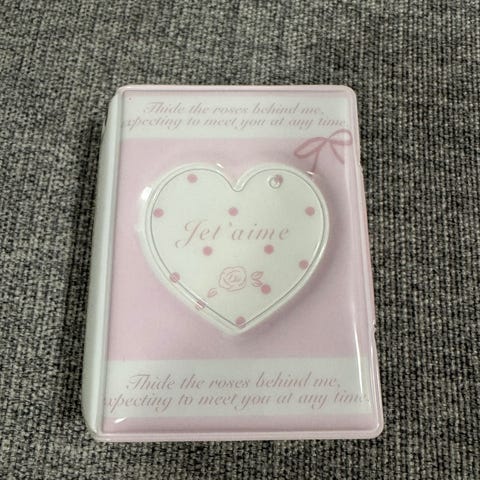 Thide the roses behind me,
expecting to meet you at any time.
Jet'aime
Thide the roses behind me,
expecting to meet you at any time.